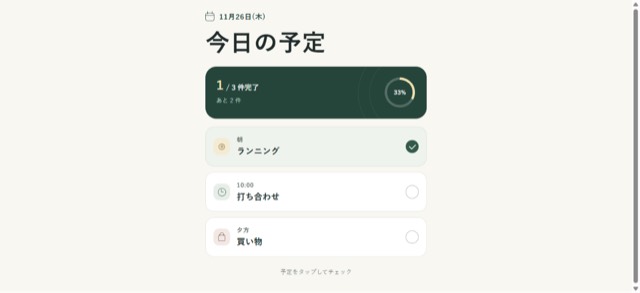 11月26日(木)
今日の予定
1 / 3 件完了
あと 2 件
33%
朝
ランニング
10:00
打ち合わせ
夕方
買い物
予定をタップしてチェック